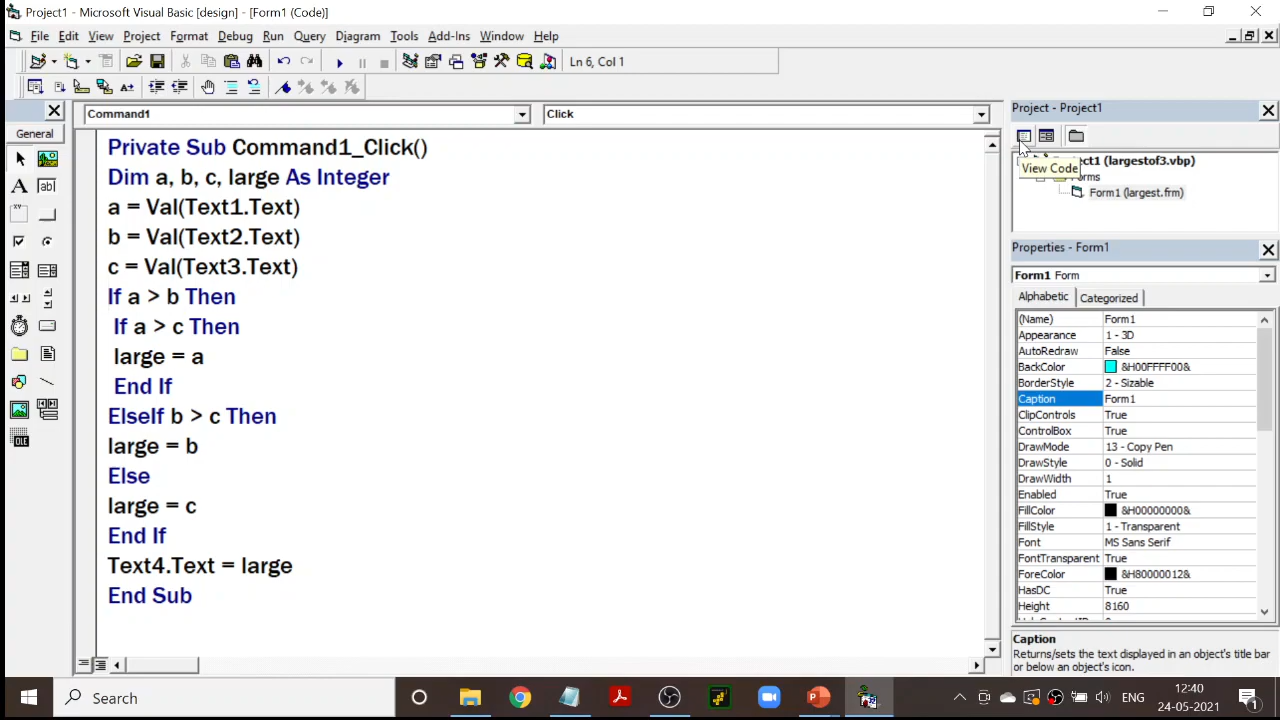 Project1 - Microsoft Visual Basic [design] - [Form1 (Code)]
File Edit View Project Format Debug Run Query Diagram Tools Add-Ins Window Help
Ln 6, Col 1
General
Command1
Click
Private Sub Command1_Click()
Dim a, b, c, large As Integer
a = Val(Text1.Text)
b = Val(Text2.Text)
c = Val(Text3.Text)
If a > b Then
If a > c Then
large = a
End If
ElseIf b > c Then
large = b
Else
large = c
End If
Text4.Text = large
End Sub
Project - Project1
(largestof3.vbp)
View Code
Form1 (largest.frm)
Properties - Form1
Form1 Form
Alphabetic Categorized
(Name) Form1
Appearance 1 - 3D
AutoRedraw False
BackColor &H00FFFF00&
BorderStyle 2 - Sizable
Caption Form1
ClipControls True
ControlBox True
DrawMode 13 - Copy Pen
DrawStyle 0 - Solid
DrawWidth 1
Enabled True
FillColor &H00000000&
FillStyle 1 - Transparent
Font MS Sans Serif
FontTransparent True
ForeColor &H80000012&
HasDC True
Height 8160
Caption
Returns/sets the text displayed in an object's title bar
or below an object's icon.
Search
ENG
12:40
24-05-2021
1